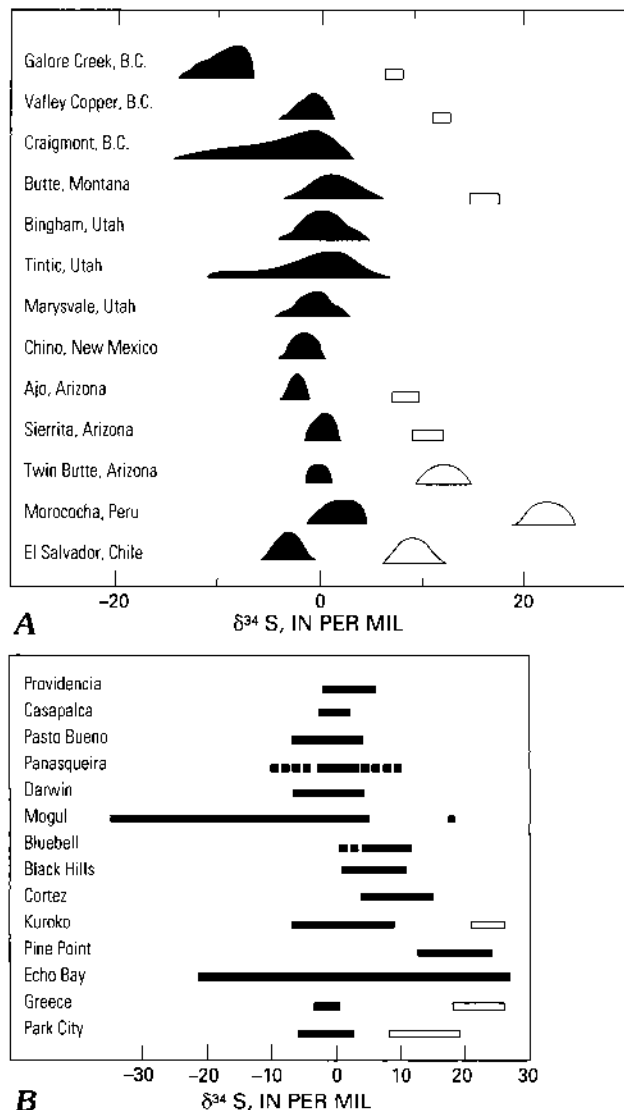 Galore Creek, B.C.
Valley Copper, B.C.
Craigmont, B.C.
Butte, Montana
Bingham, Utah
Tintic, Utah
Marysvale, Utah
Chino, New Mexico
Ajo, Arizona
Sierrita, Arizona
Twin Butte, Arizona
Morococha, Peru
El Salvador, Chile
−20 0 20
A δ³⁴ S, IN PER MIL
Providencia
Casapalca
Pasto Bueno
Panasqueira
Darwin
Mogul
Bluebell
Black Hills
Cortez
Kuroko
Pine Point
Echo Bay
Greece
Park City
−30 −20 −10 0 10 20 30
B δ³⁴ S, IN PER MIL